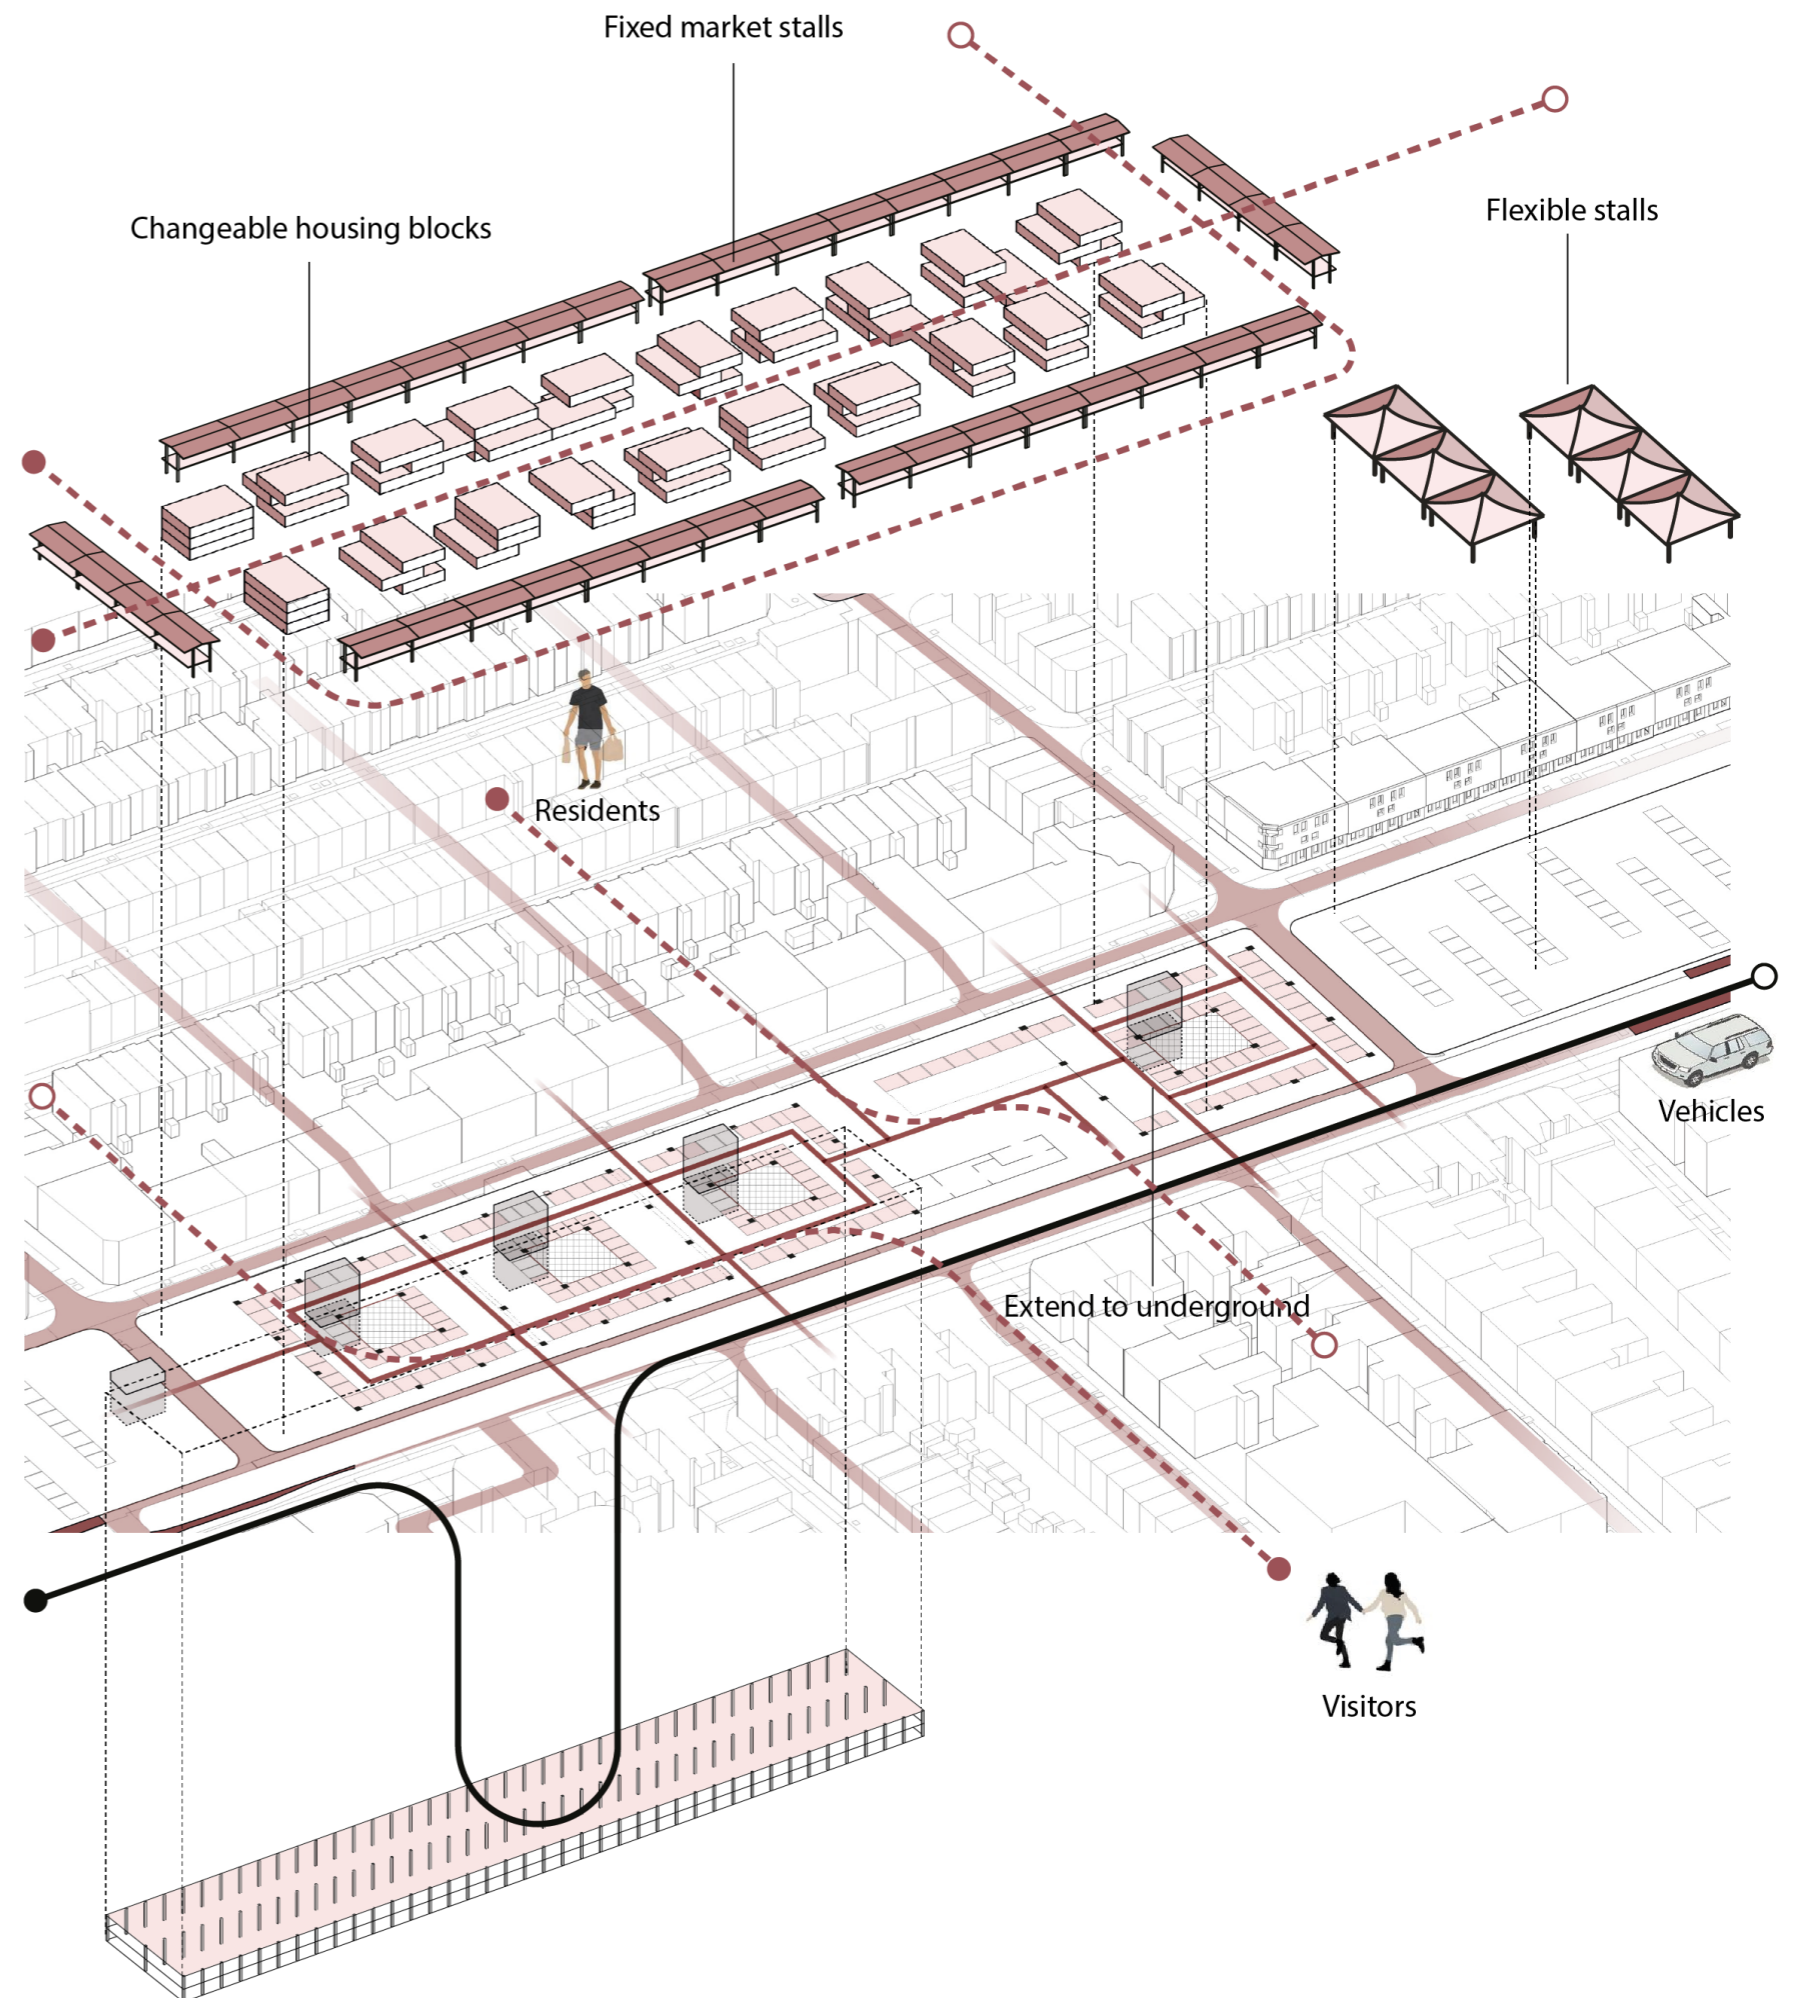 Fixed market stalls
Changeable housing blocks
Flexible stalls
Residents
Vehicles
Extend to underground
Visitors